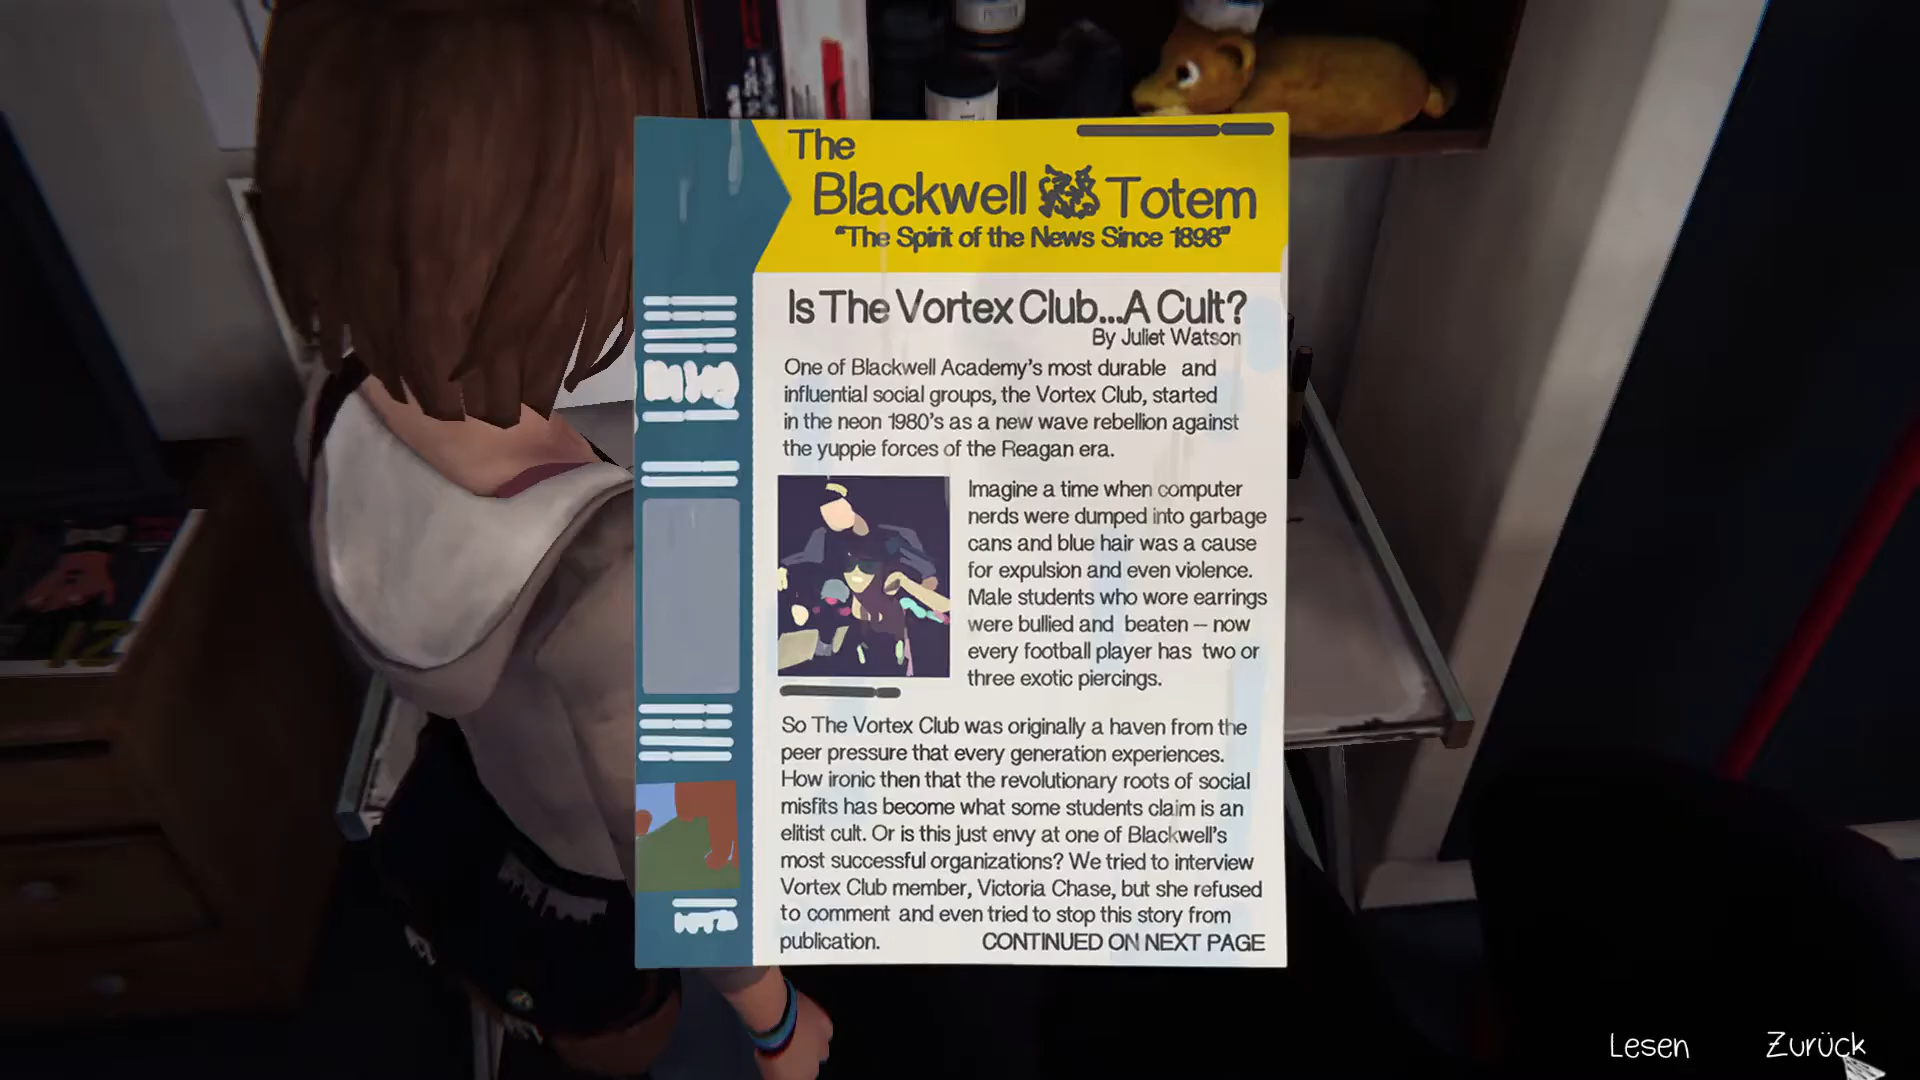 The
Blackwell Totem
"The Spirit of the News Since 1898"
Is The Vortex Club...A Cult?
By Juliet Watson
One of Blackwell Academy's most durable and
influential social groups, the Vortex Club, started
in the neon 1980's as a new wave rebellion against
the yuppie forces of the Reagan era.
Imagine a time when computer
nerds were dumped into garbage
cans and blue hair was a cause
for expulsion and even violence.
Male students who wore earrings
were bullied and beaten – now
every football player has two or
three exotic piercings.
So The Vortex Club was originally a haven from the
peer pressure that every generation experiences.
How ironic then that the revolutionary roots of social
misfits has become what some students claim is an
elitist cult. Or is this just envy at one of Blackwell's
most successful organizations? We tried to interview
Vortex Club member, Victoria Chase, but she refused
to comment and even tried to stop this story from
publication.
CONTINUED ON NEXT PAGE
Lesen
Zurück